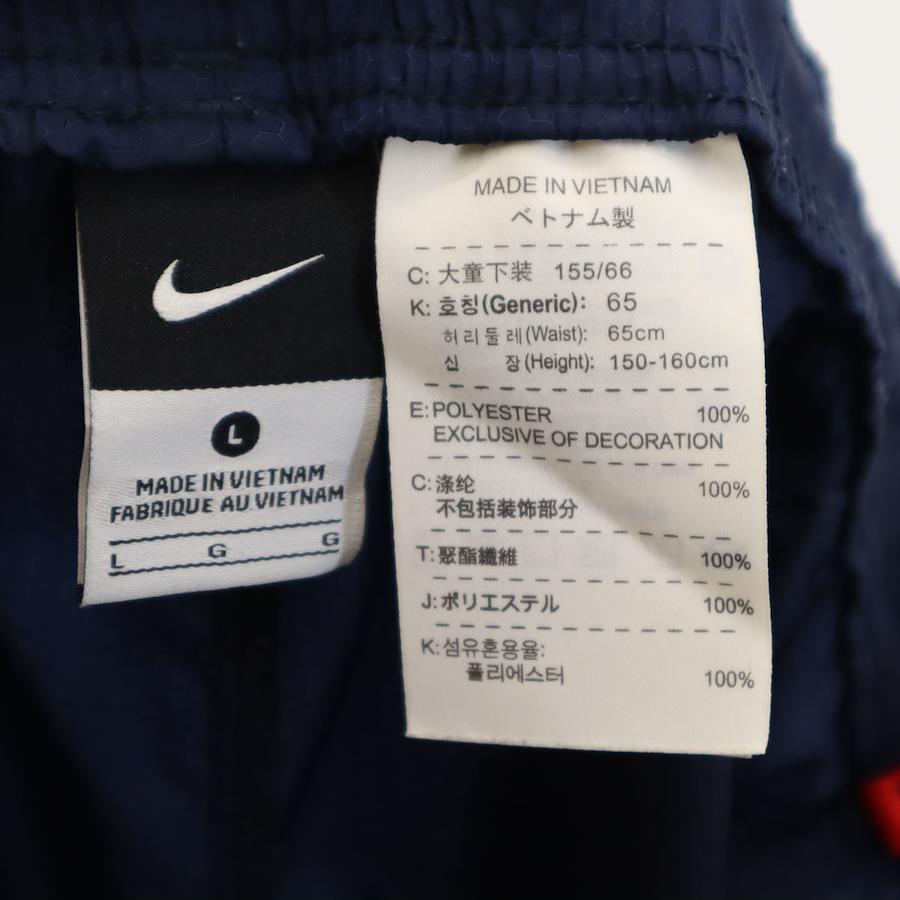 L
MADE IN VIETNAM
FABRIQUE AU VIETNAM
L G G
MADE IN VIETNAM
ベトナム製
C: 大童下装 155/66
K: 호칭(Generic): 65
허리둘레(Waist): 65cm
신 장(Height): 150-160cm
E: POLYESTER 100%
EXCLUSIVE OF DECORATION
C: 涤纶 100%
不包括装饰部分
T: 聚酯纖維 100%
J: ポリエステル 100%
K: 섬유혼용율:
폴리에스터 100%